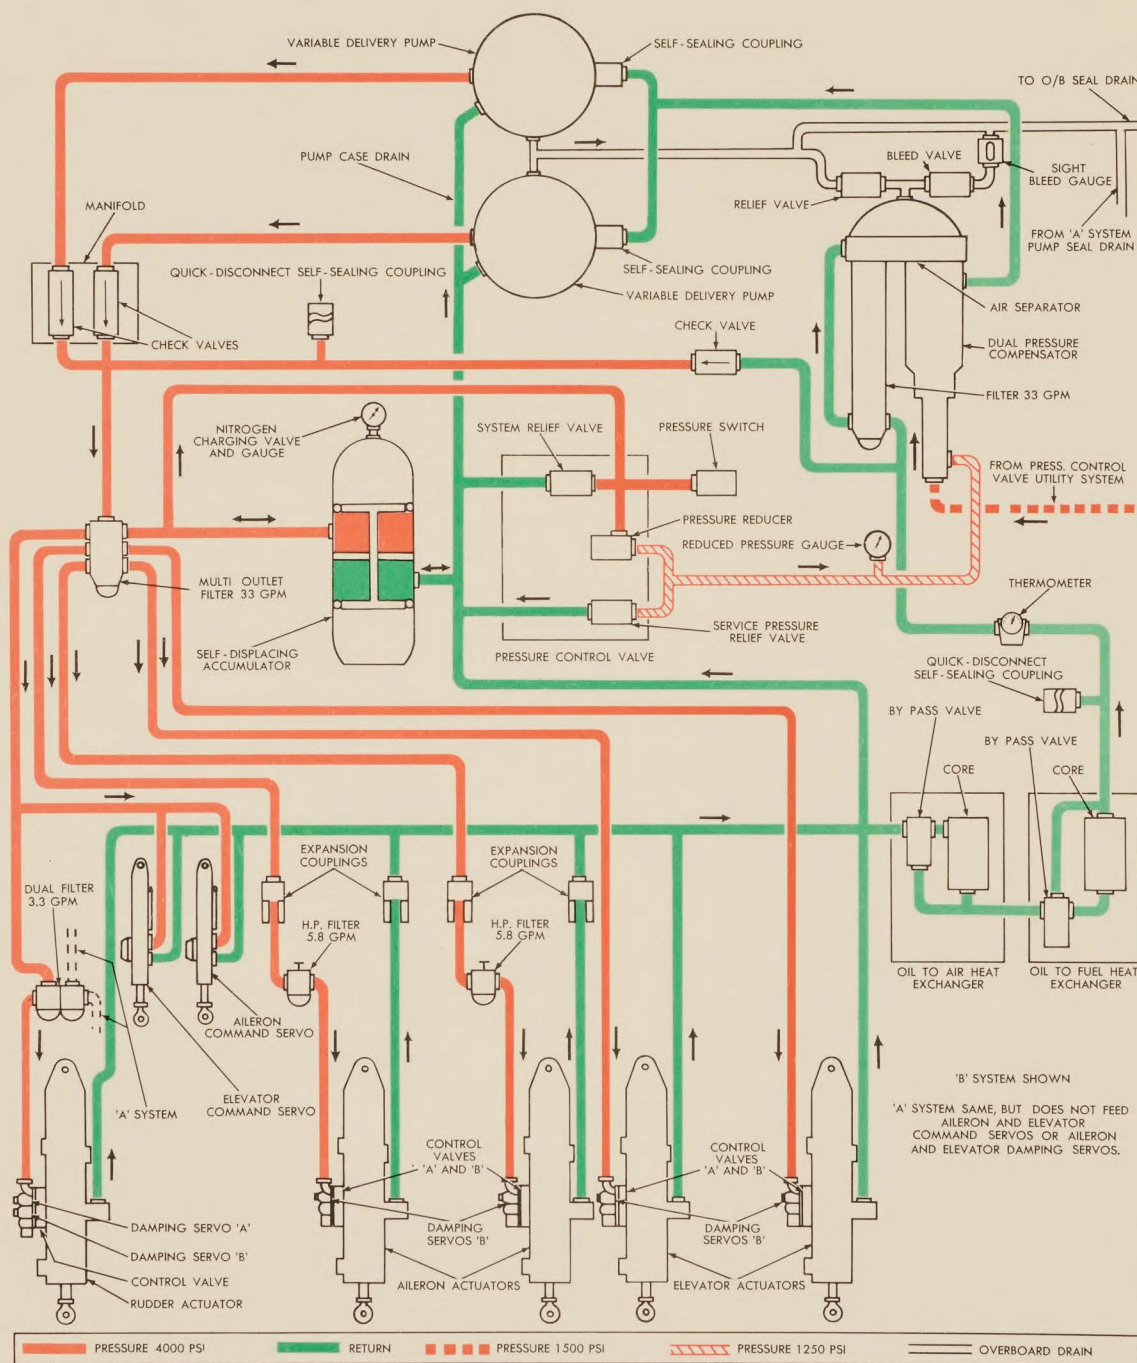 VARIABLE DELIVERY PUMP
SELF-SEALING COUPLING
TO O/B SEAL DRAIN
PUMP CASE DRAIN
BLEED VALVE
SIGHT
BLEED GAUGE
RELIEF VALVE
MANIFOLD
FROM 'A' SYSTEM
PUMP SEAL DRAIN
QUICK-DISCONNECT SELF-SEALING COUPLING
SELF-SEALING COUPLING
VARIABLE DELIVERY PUMP
AIR SEPARATOR
CHECK VALVE
CHECK VALVES
DUAL PRESSURE
COMPENSATOR
FILTER 33 GPM
NITROGEN
CHARGING VALVE
AND GAUGE
SYSTEM RELIEF VALVE
PRESSURE SWITCH
FROM PRESS. CONTROL
VALVE UTILITY SYSTEM
PRESSURE REDUCER
REDUCED PRESSURE GAUGE
MULTI OUTLET
FILTER 33 GPM
THERMOMETER
SERVICE PRESSURE
RELIEF VALVE
SELF-DISPLACING
ACCUMULATOR
PRESSURE CONTROL VALVE
QUICK-DISCONNECT
SELF-SEALING COUPLING
BY PASS VALVE
BY PASS VALVE
CORE
CORE
EXPANSION
COUPLINGS
EXPANSION
COUPLINGS
DUAL FILTER
3.3 GPM
H.P. FILTER
5.8 GPM
H.P. FILTER
5.8 GPM
OIL TO AIR HEAT
EXCHANGER
OIL TO FUEL HEAT
EXCHANGER
AILERON
COMMAND SERVO
ELEVATOR
COMMAND SERVO
'A' SYSTEM
'B' SYSTEM SHOWN
'A' SYSTEM SAME, BUT DOES NOT FEED
AILERON AND ELEVATOR
COMMAND SERVOS OR AILERON
AND ELEVATOR DAMPING SERVOS.
CONTROL
VALVES
'A' AND 'B'
CONTROL
VALVES
'A' AND 'B'
DAMPING SERVO 'A'
DAMPING
SERVOS 'B'
DAMPING
SERVOS 'B'
DAMPING SERVO 'B'
CONTROL VALVE
RUDDER ACTUATOR
AILERON ACTUATORS
ELEVATOR ACTUATORS
PRESSURE 4000 PSI
RETURN
PRESSURE 1500 PSI
PRESSURE 1250 PSI
OVERBOARD DRAIN